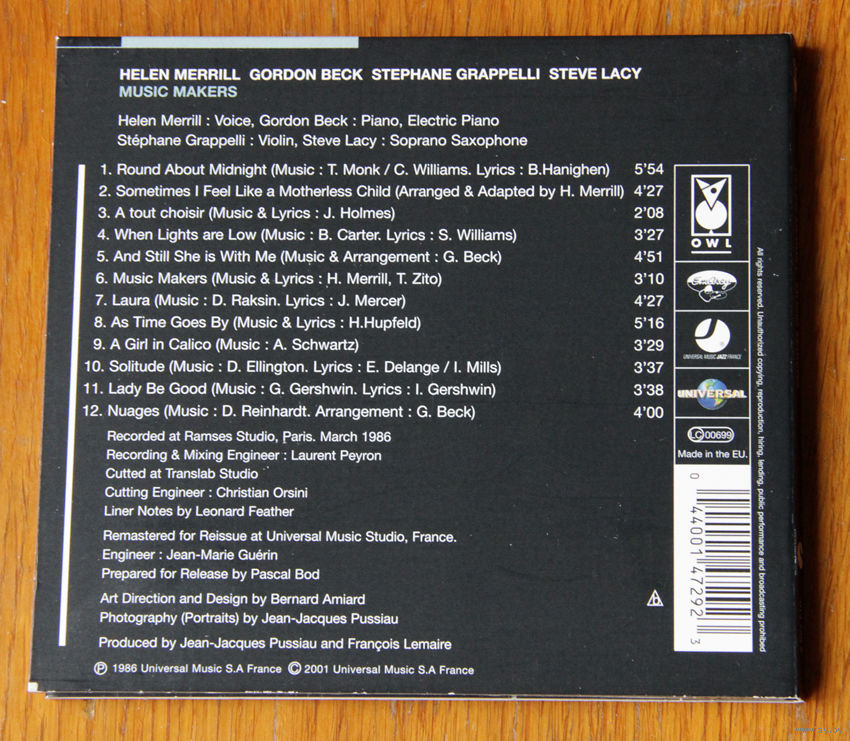 HELEN MERRILL GORDON BECK STEPHANE GRAPPELLI STEVE LACY
MUSIC MAKERS
Helen Merrill : Voice, Gordon Beck : Piano, Electric Piano
Stéphane Grappelli : Violin, Steve Lacy : Soprano Saxophone
1. Round About Midnight (Music : T. Monk / C. Williams. Lyrics : B.Hanighen) 5'54
2. Sometimes I Feel Like a Motherless Child (Arranged & Adapted by H. Merrill) 4'27
3. A tout choisir (Music & Lyrics : J. Holmes) 2'08
4. When Lights are Low (Music : B. Carter. Lyrics : S. Williams) 3'27
5. And Still She is With Me (Music & Arrangement : G. Beck) 4'51
6. Music Makers (Music & Lyrics : H. Merrill, T. Zito) 3'10
7. Laura (Music : D. Raksin. Lyrics : J. Mercer) 4'27
8. As Time Goes By (Music & Lyrics : H.Hupfeld) 5'16
9. A Girl in Calico (Music : A. Schwartz) 3'29
10. Solitude (Music : D. Ellington. Lyrics : E. Delange / I. Mills) 3'37
11. Lady Be Good (Music : G. Gershwin. Lyrics : I. Gershwin) 3'38
12. Nuages (Music : D. Reinhardt. Arrangement : G. Beck) 4'00
Recorded at Ramses Studio, Paris. March 1986
Recording & Mixing Engineer : Laurent Peyron
Cutted at Translab Studio
Cutting Engineer : Christian Orsini
Liner Notes by Leonard Feather
Remastered for Reissue at Universal Music Studio, France.
Engineer : Jean-Marie Guérin
Prepared for Release by Pascal Bod
Art Direction and Design by Bernard Amiard
Photography (Portraits) by Jean-Jacques Pussiau
Produced by Jean-Jacques Pussiau and François Lemaire
Ⓟ 1986 Universal Music S.A France © 2001 Universal Music S.A France
OWL
EmArcy
UNIVERSAL MUSIC JAZZ FRANCE
UNIVERSAL
LC 00699
Made in the EU.
0 44001 47292 3
All rights reserved. Unauthorized copying, reproduction, hiring, lending, public performance and broadcasting prohibited